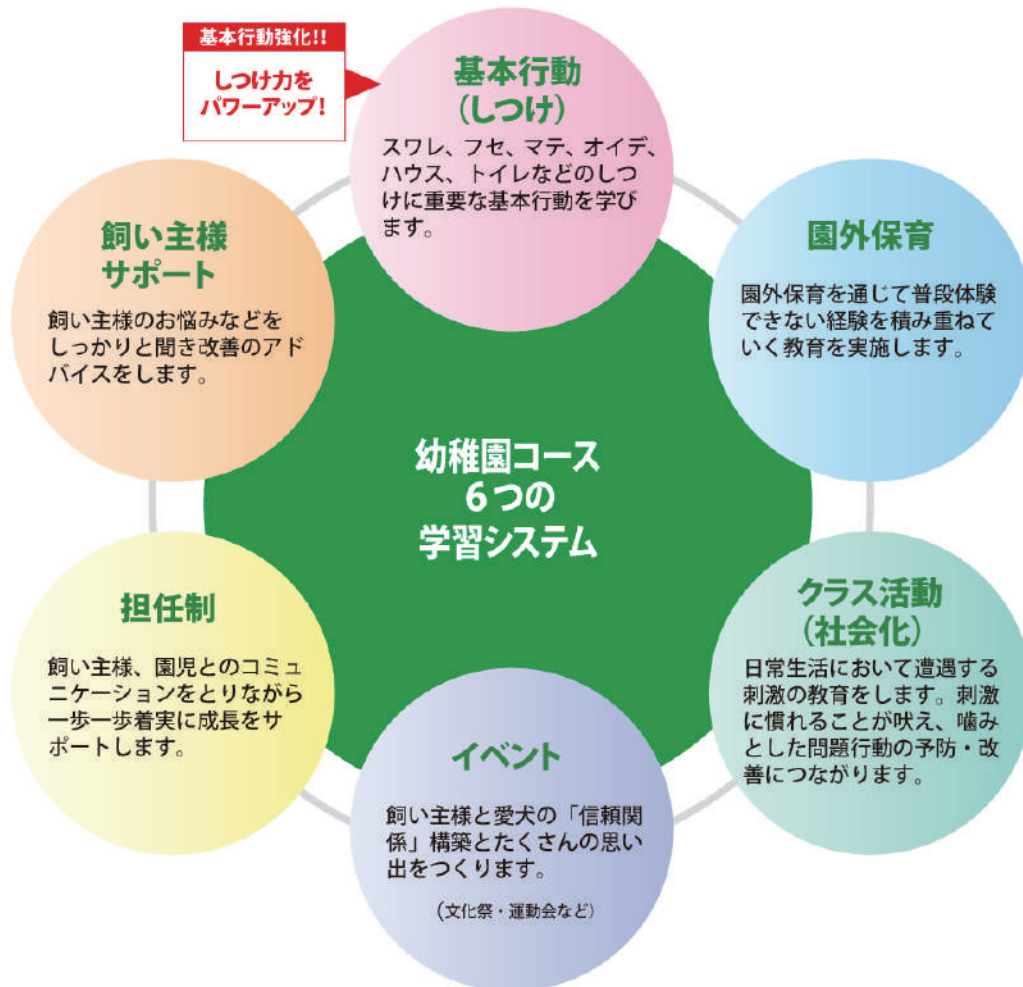 基本行動強化!!
しつけ力を
パワーアップ!
基本行動
(しつけ)
スワレ、フセ、マテ、オイデ、
ハウス、トイレなどのしつ
けに重要な基本行動を学び
ます。
園外保育
園外保育を通じて普段体験
できない経験を積み重ねて
いく教育を実施します。
クラス活動
(社会化)
日常生活において遭遇する
刺激の教育をします。刺激
に慣れることが吠え、噛み
とした問題行動の予防・改
善につながります。
イベント
飼い主様と愛犬の「信頼関
係」構築とたくさんの思い
出をつくります。
(文化祭・運動会など)
担任制
飼い主様、園児とのコミュ
ニケーションをとりながら
一歩一歩着実に成長をサ
ポートします。
飼い主様
サポート
飼い主様のお悩みなどを
しっかりと聞き改善のアド
バイスをします。
幼稚園コース
6つの
学習システム